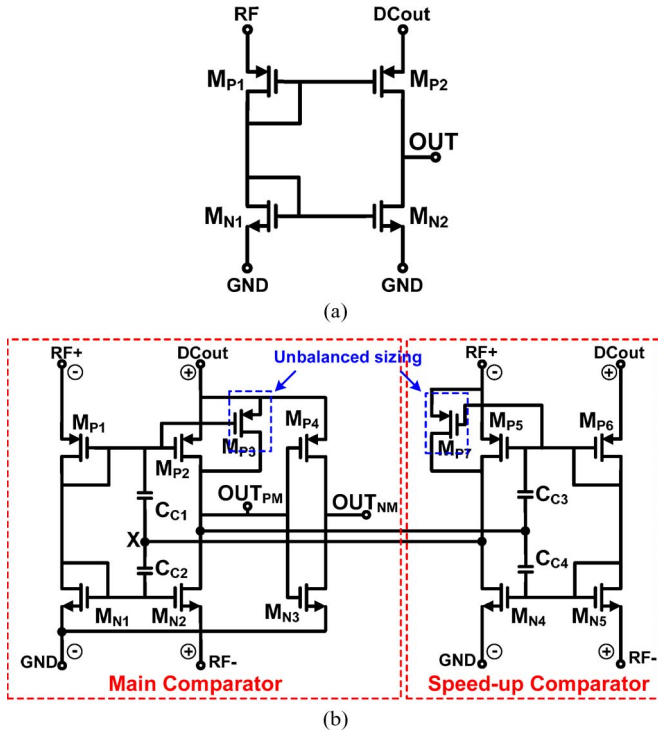 RF
DCout
MP1
MP2
OUT
MN1
MN2
GND
GND
(a)
RF+
DCout
Unbalanced sizing
RF+
DCout
MP1
MP2
MP3
MP4
MP7
MP5
MP6
CC1
OUTPM
OUTNM
CC3
X
CC2
CC4
MN1
MN2
MN3
MN4
MN5
GND
RF-
GND
RF-
Main Comparator
Speed-up Comparator
(b)